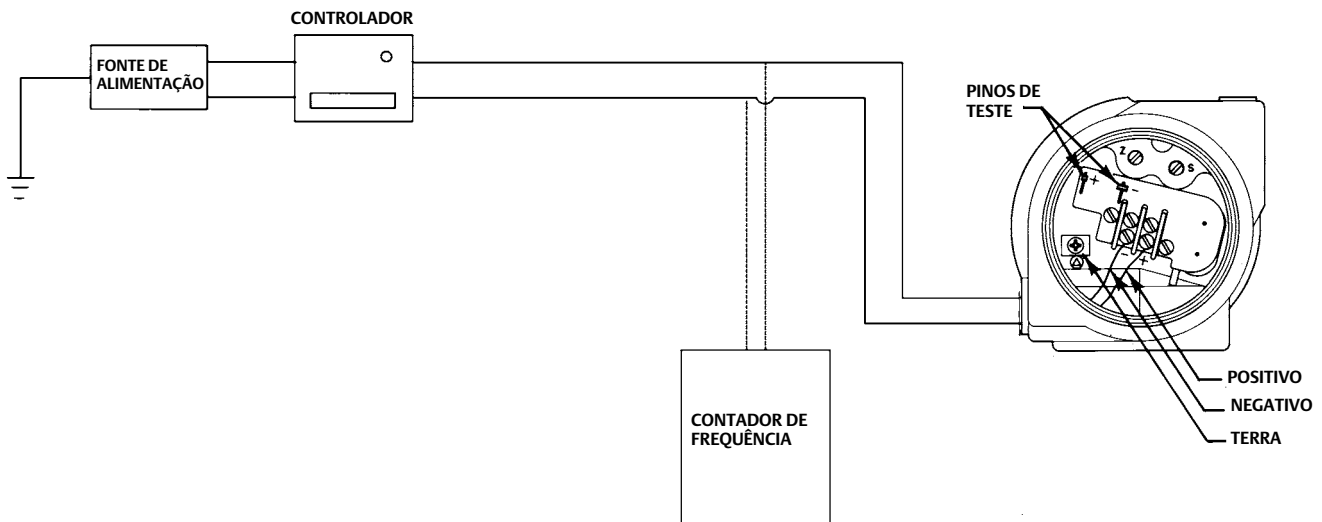 CONTROLADOR
FONTE DE
ALIMENTAÇÃO
PINOS DE
TESTE
Z
S
+
-
-
+
POSITIVO
NEGATIVO
TERRA
CONTADOR DE
FREQUÊNCIA